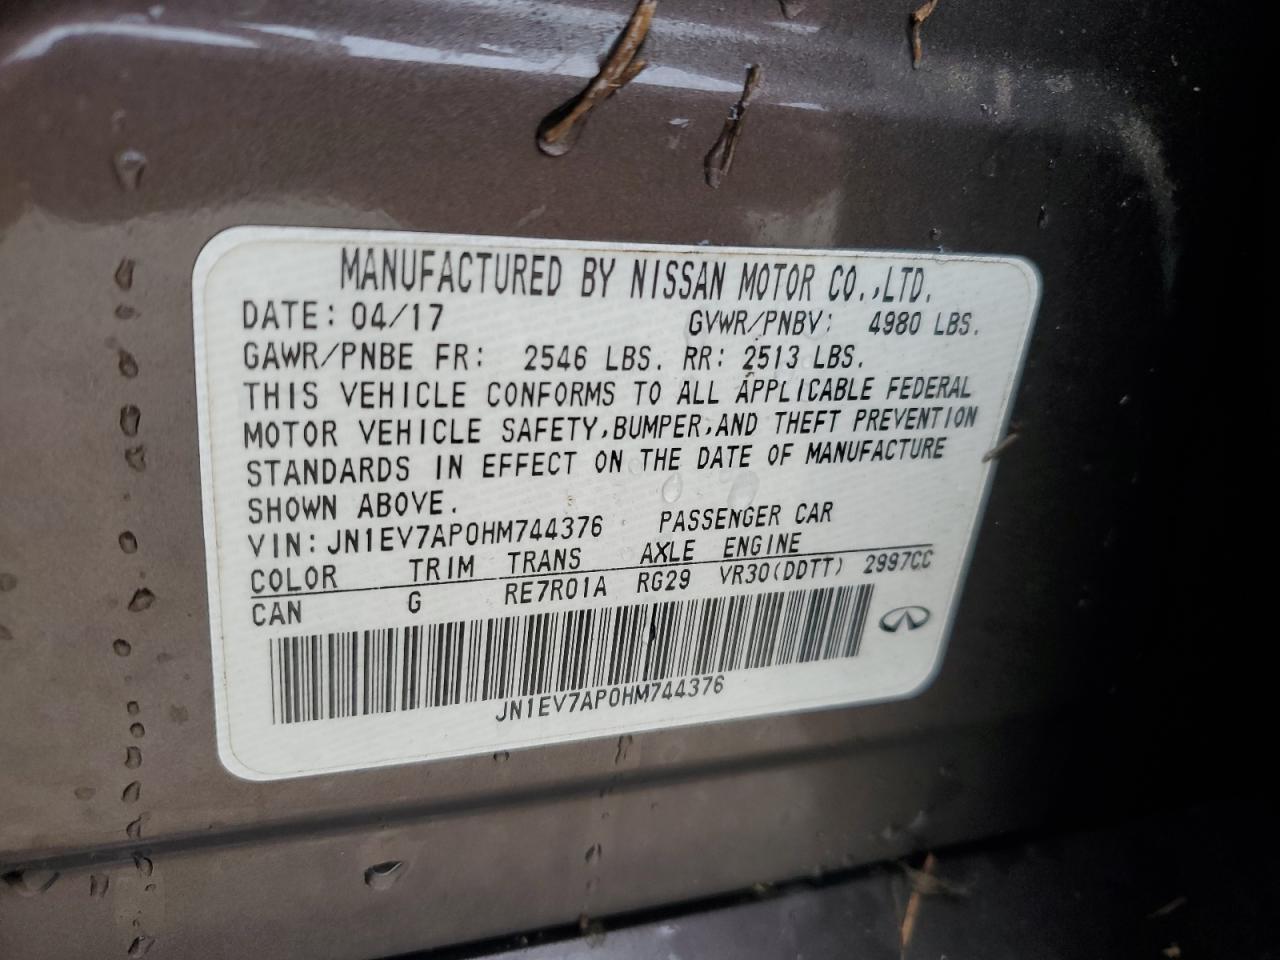 MANUFACTURED BY NISSAN MOTOR CO.,LTD.
DATE: 04/17 GVWR/PNBV: 4980 LBS.
GAWR/PNBE FR: 2546 LBS. RR: 2513 LBS.
THIS VEHICLE CONFORMS TO ALL APPLICABLE FEDERAL
MOTOR VEHICLE SAFETY,BUMPER,AND THEFT PREVENTION
STANDARDS IN EFFECT ON THE DATE OF MANUFACTURE
SHOWN ABOVE.
VIN: JN1EV7AP0HM744376 PASSENGER CAR
COLOR TRIM TRANS AXLE ENGINE
CAN G RE7R01A RG29 VR30(DDTT) 2997CC
JN1EV7AP0HM744376